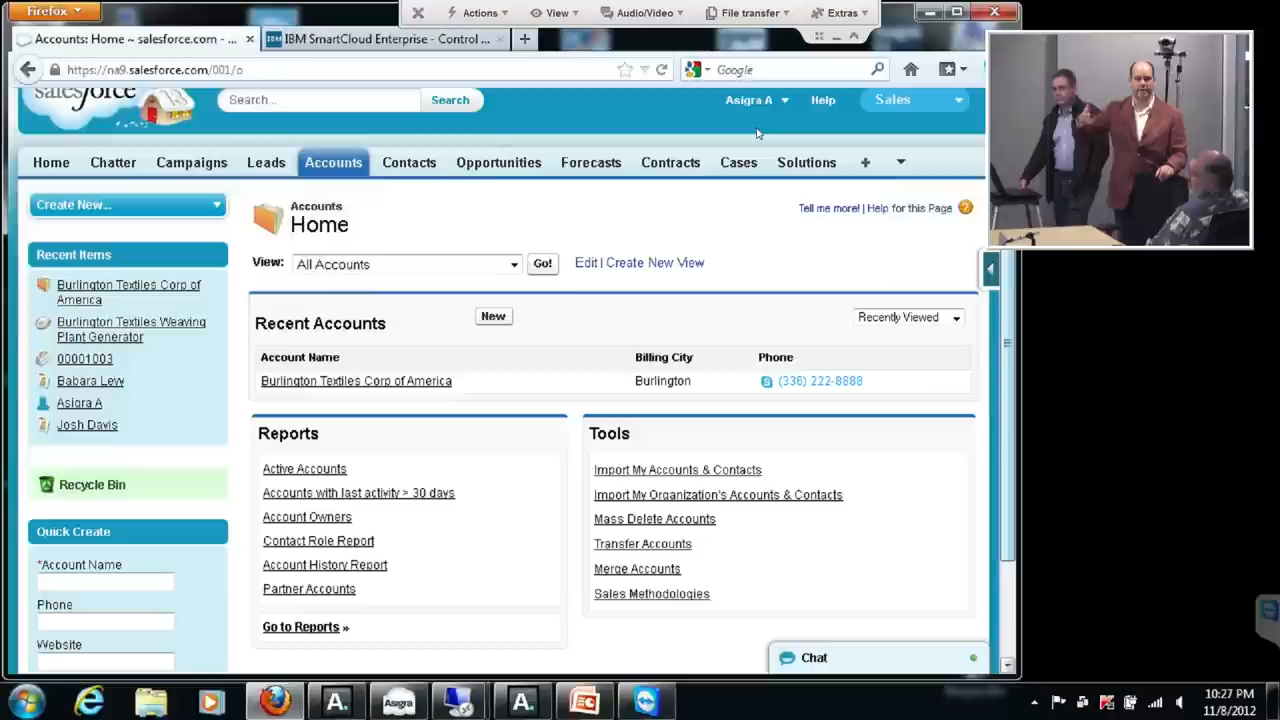 Firefox
Actions
View
Audio/Video
File transfer
Extras
Accounts: Home ~ salesforce.com - ...
IBM IBM SmartCloud Enterprise - Control ...
https://na9.salesforce.com/001/o
Google
salesforce
Search...
Search
Asigra A
Help
Sales
Home
Chatter
Campaigns
Leads
Accounts
Contacts
Opportunities
Forecasts
Contracts
Cases
Solutions
+
Create New...
Accounts
Home
Tell me more! | Help for this Page
View:
All Accounts
Go!
Edit | Create New View
Recent Items
Burlington Textiles Corp of
America
Burlington Textiles Weaving
Plant Generator
00001003
Babara Levy
Asigra A
Josh Davis
Recycle Bin
Quick Create
*Account Name
Phone
Website
Recent Accounts
New
Recently Viewed
Account Name
Billing City
Phone
Burlington Textiles Corp of America
Burlington
(336) 222-8888
Reports
Active Accounts
Accounts with last activity > 30 days
Account Owners
Contact Role Report
Account History Report
Partner Accounts
Go to Reports »
Tools
Import My Accounts & Contacts
Import My Organization's Accounts & Contacts
Mass Delete Accounts
Transfer Accounts
Merge Accounts
Sales Methodologies
Chat
A
Asigra
A
10:27 PM
11/8/2012